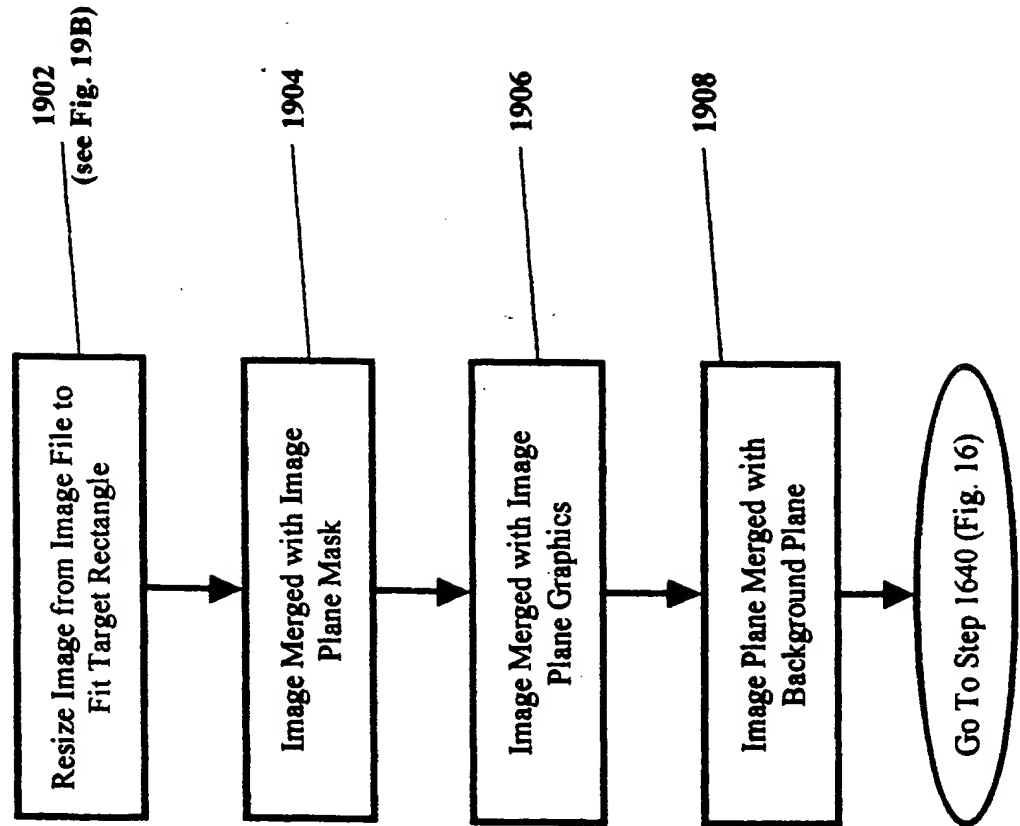 Resize Image from Image File to
Fit Target Rectangle
1902
(see Fig. 19B)
Image Merged with Image
Plane Mask
1904
Image Merged with Image
Plane Graphics
1906
Image Plane Merged with
Background Plane
1908
Go To Step 1640 (Fig. 16)